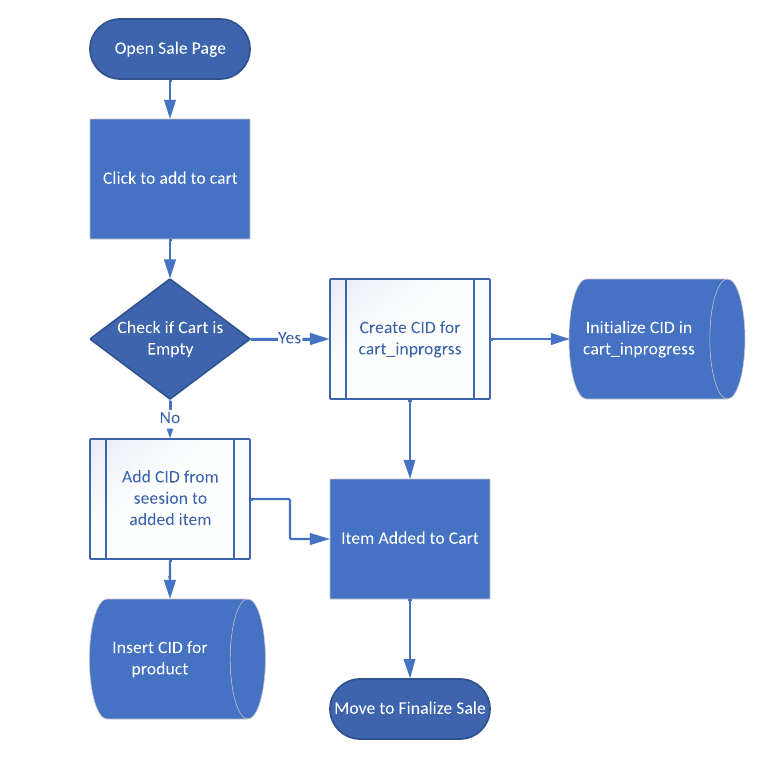 Open Sale Page
Click to add to cart
Check if Cart is
Empty
Yes
Create CID for
cart_inprogrss
Initialize CID in
cart_inprogress
No
Add CID from
seesion to
added item
Item Added to Cart
Insert CID for
product
Move to Finalize Sale